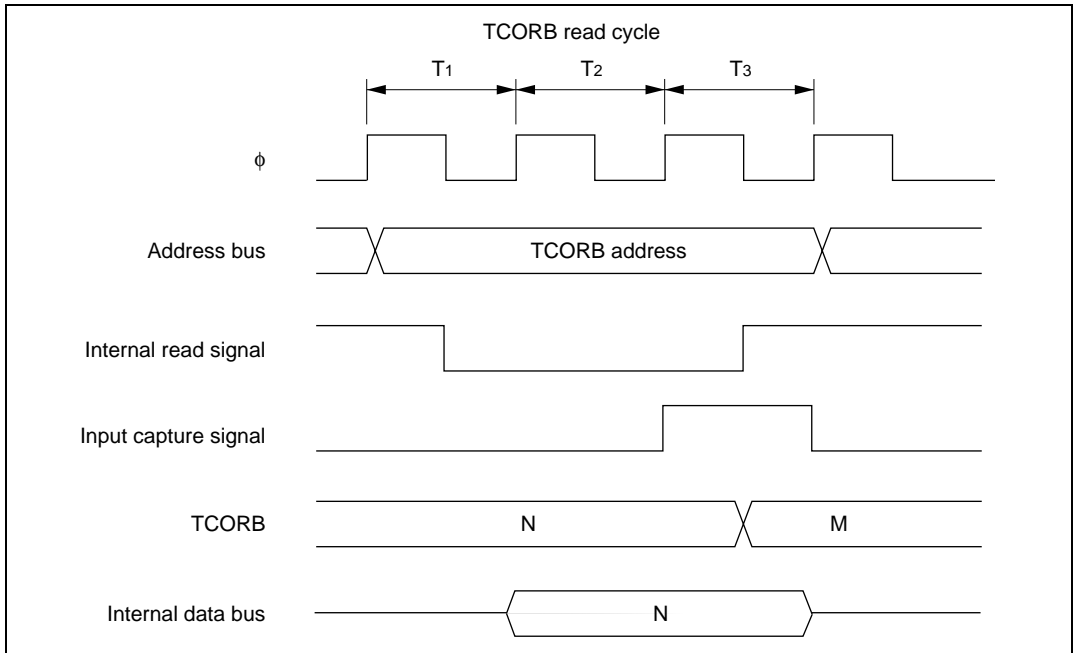 TCORB read cycle
T1 T2 T3
ϕ
Address bus TCORB address
Internal read signal
Input capture signal
TCORB N M
Internal data bus N